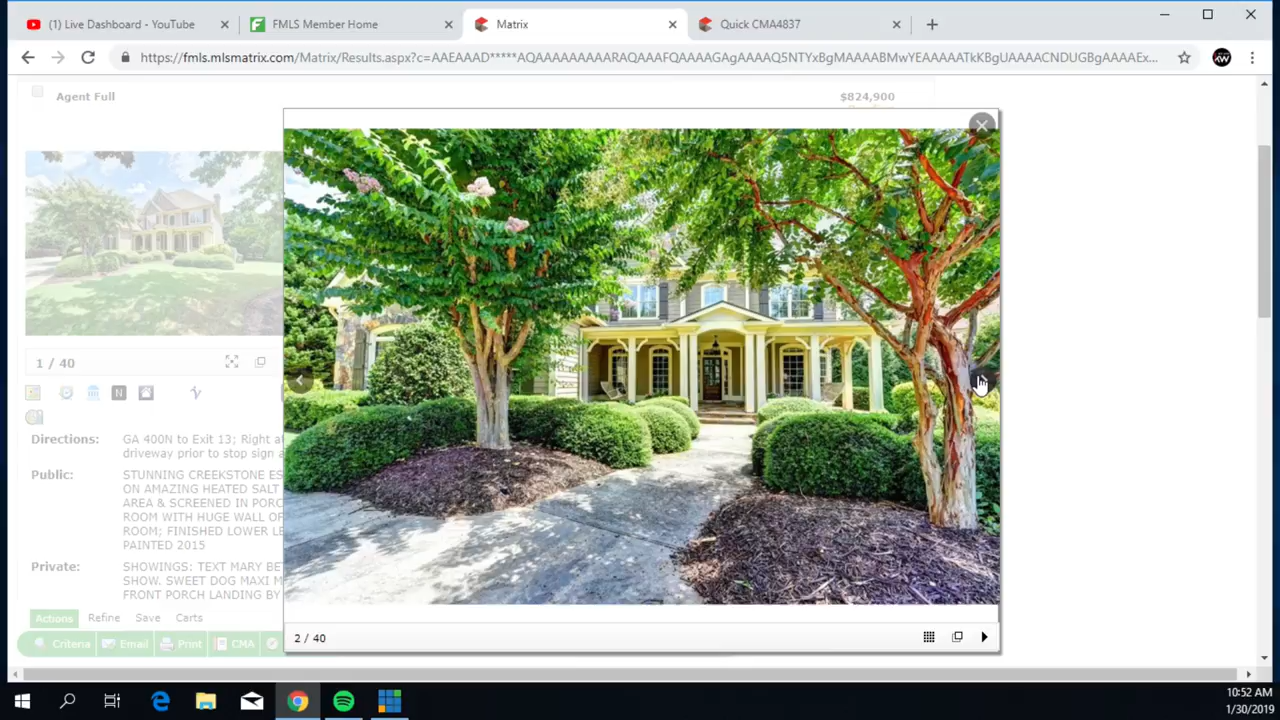 (1) Live Dashboard - YouTube
FMLS Member Home
Matrix
Quick CMA4837
https://fmls.mlsmatrix.com/Matrix/Results.aspx?c=AAEAAAD*****AQAAAAAAAAARAQAAAFQAAAAGAgAAAAQ5NTYxBgMAAAABMwYEAAAAATkKBgUAAAACNDUGBgAAAAEx...
Agent Full
$824,900
1 / 40
N
Directions:
GA 400N to Exit 13; Right a
driveway prior to stop sign a
Public:
STUNNING CREEKSTONE ES
ON AMAZING HEATED SALT
AREA & SCREENED IN PORC
ROOM WITH HUGE WALL OF
ROOM; FINISHED LOWER LE
PAINTED 2015
Private:
SHOWINGS: TEXT MARY BE
SHOW. SWEET DOG MAXI M
FRONT PORCH LANDING BY
Actions
Refine
Save
Carts
Criteria
Email
Print
CMA
2 / 40
10:52 AM
1/30/2019